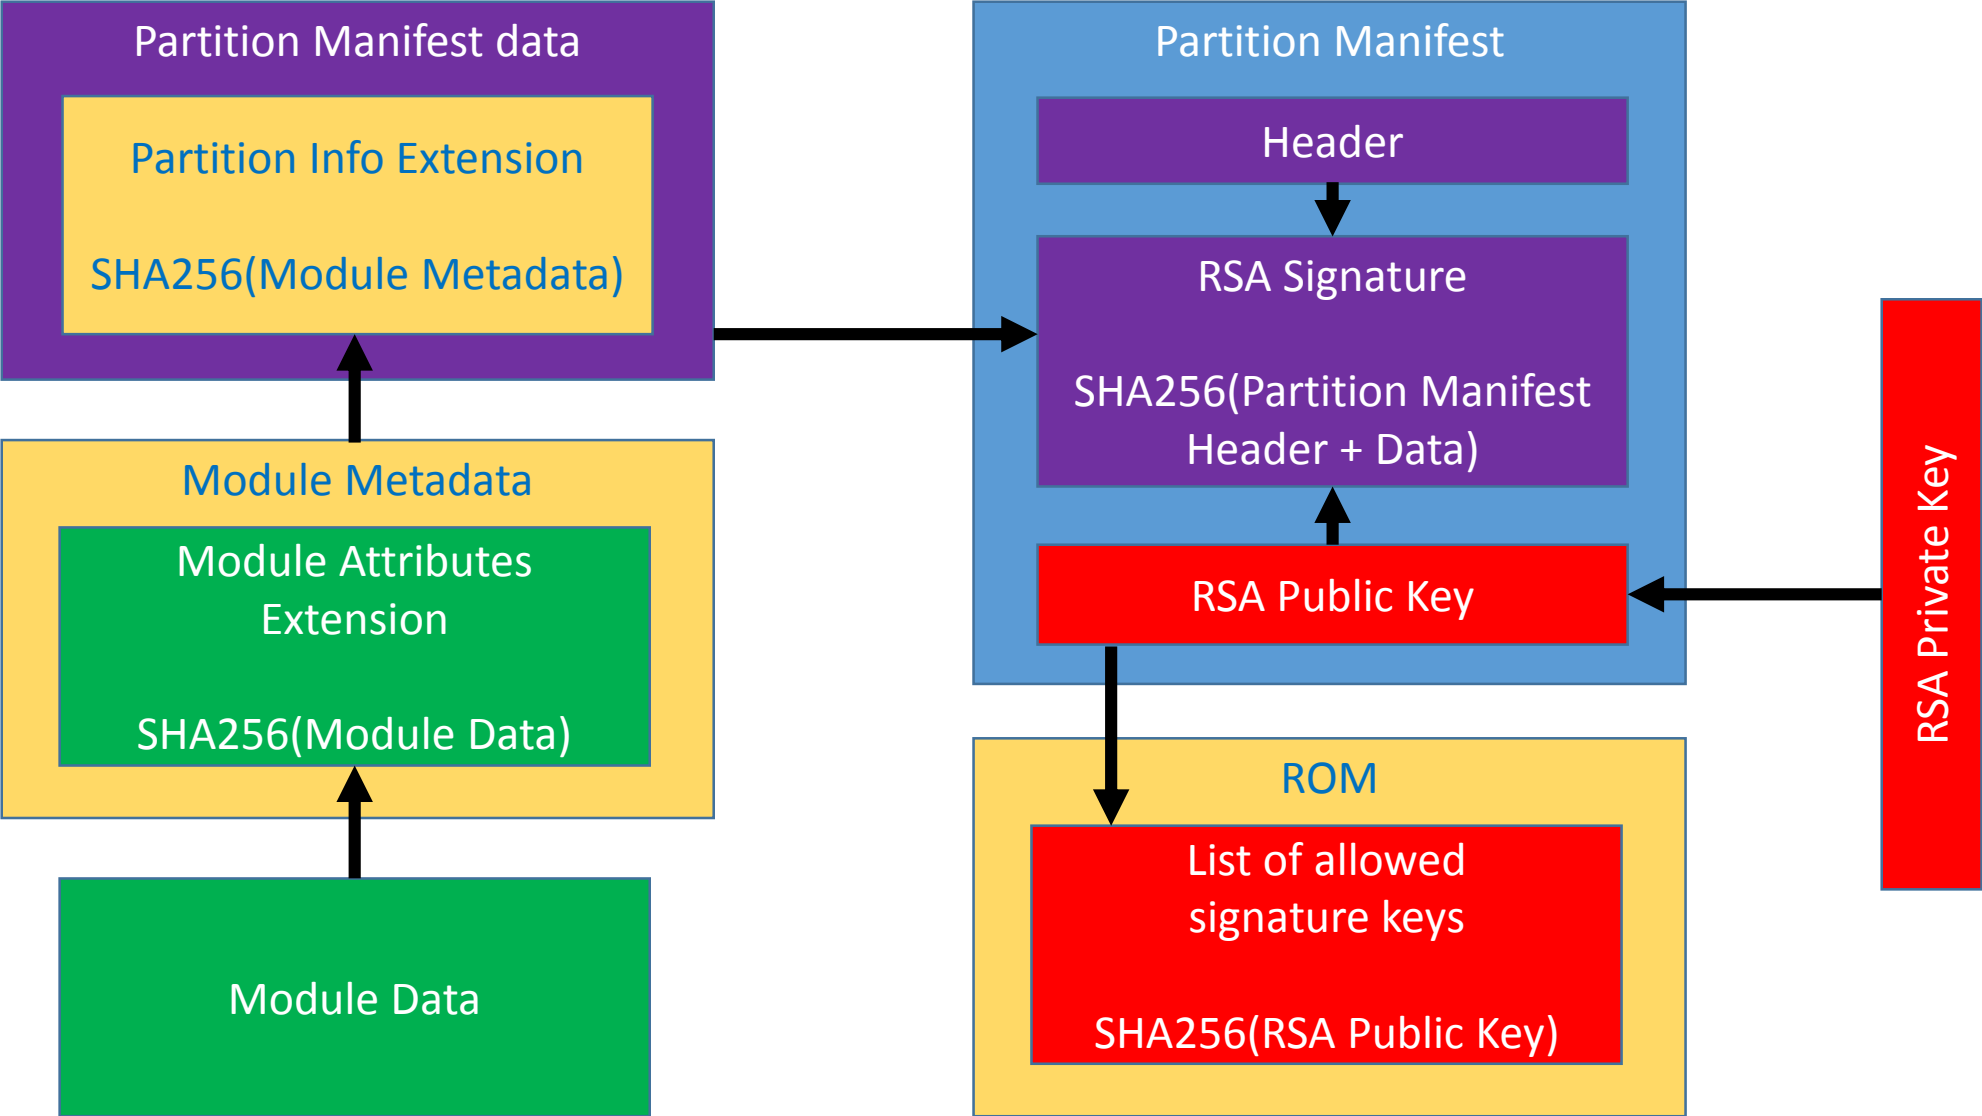 Partition Manifest data
Partition Info Extension
SHA256(Module Metadata)
Module Metadata
Module Attributes
Extension
SHA256(Module Data)
Module Data
Partition Manifest
Header
RSA Signature
SHA256(Partition Manifest
Header + Data)
RSA Public Key
ROM
List of allowed
signature keys
SHA256(RSA Public Key)
RSA Private Key